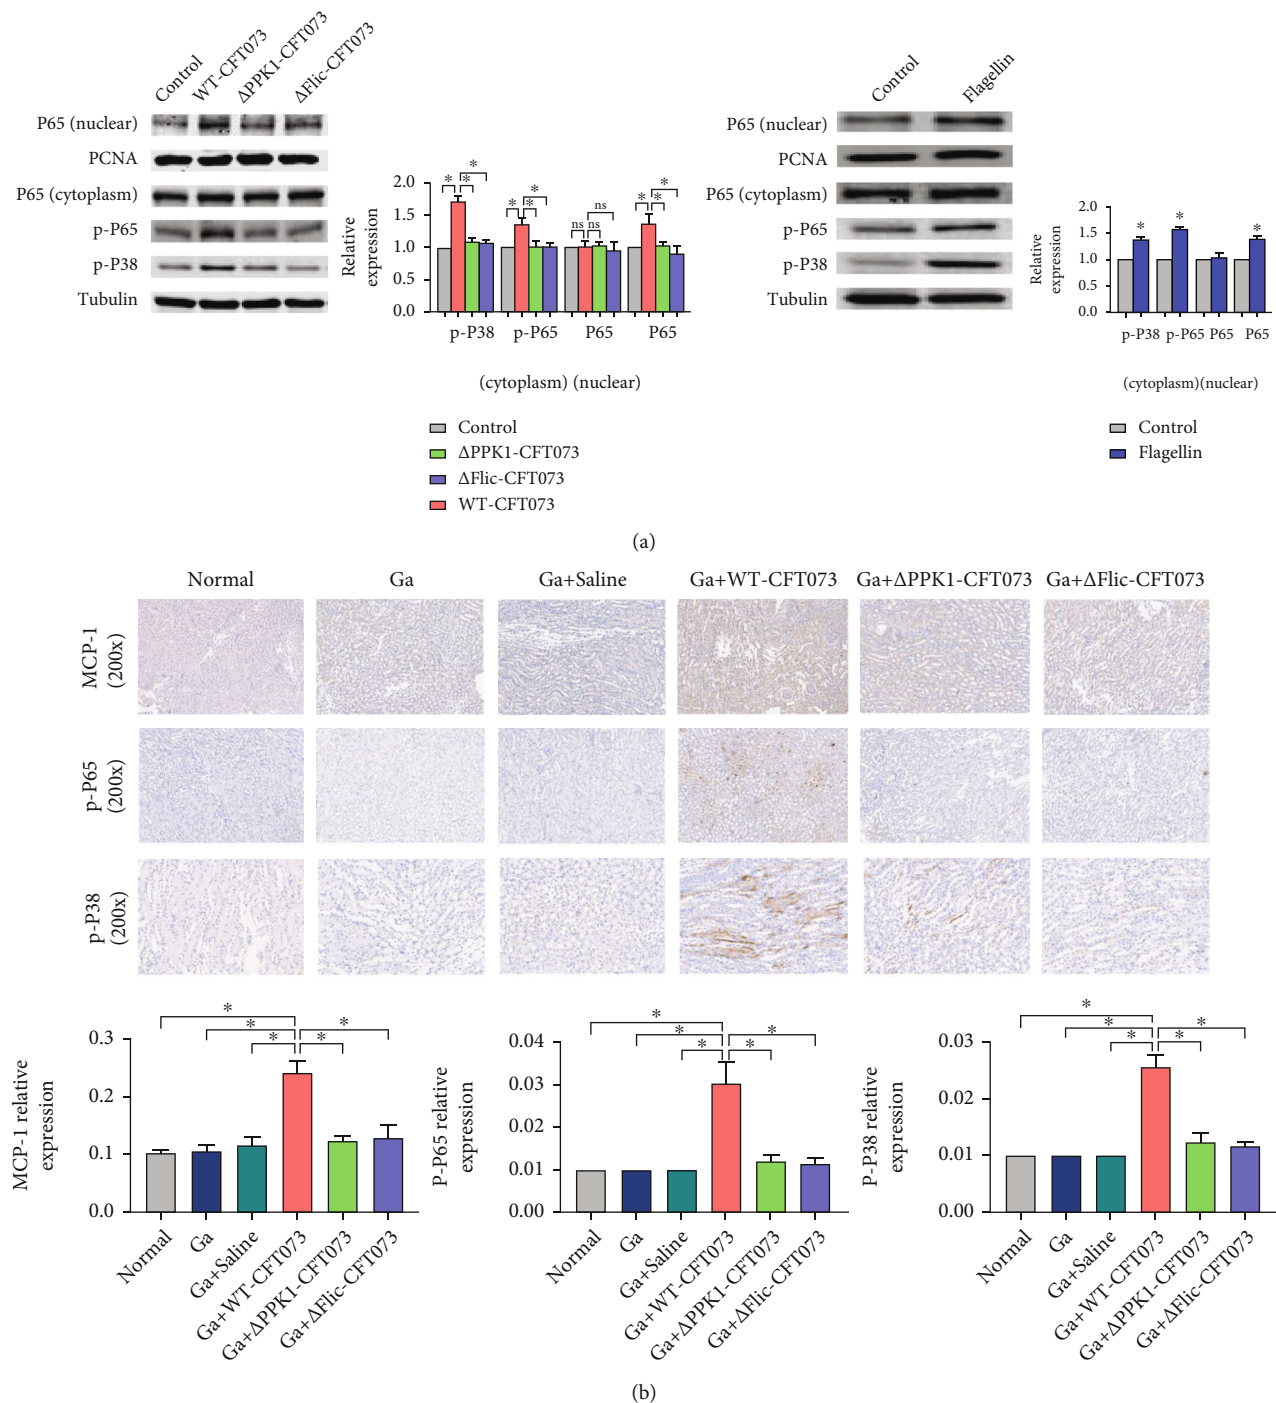 Control
WT-CFT073
ΔPPK1-CFT073
ΔFlic-CFT073
P65 (nuclear)
PCNA
P65 (cytoplasm)
p-P65
p-P38
Tubulin
Relative
expression
2.0
1.5
1.0
0.5
0.0
* * *
* * *
ns ns ns
* * *
p-P38 p-P65 P65 P65
(cytoplasm) (nuclear)
Control
ΔPPK1-CFT073
ΔFlic-CFT073
WT-CFT073
Control
Flagellin
P65 (nuclear)
PCNA
P65 (cytoplasm)
p-P65
p-P38
Tubulin
Relative
expression
2.0
1.5
1.0
0.5
0.0
* * *
p-P38 p-P65 P65 P65
(cytoplasm)(nuclear)
Control
Flagellin
(a)
Normal Ga Ga+Saline Ga+WT-CFT073 Ga+ΔPPK1-CFT073 Ga+ΔFlic-CFT073
MCP-1
(200x)
p-P65
(200x)
p-P38
(200x)
MCP-1 relative
expression
0.3
0.2
0.1
0.0
* * * * *
Normal
Ga
Ga+Saline
Ga+WT-CFT073
Ga+ΔPPK1-CFT073
Ga+ΔFlic-CFT073
P-P65 relative
expression
0.04
0.03
0.02
0.01
0.00
* * * * *
Normal
Ga
Ga+Saline
Ga+WT-CFT073
Ga+ΔPPK1-CFT073
Ga+ΔFlic-CFT073
P-P38 relative
expression
0.03
0.02
0.01
0.00
* * * * *
Normal
Ga
Ga+Saline
Ga+WT-CFT073
Ga+ΔPPK1-CFT073
Ga+ΔFlic-CFT073
(b)